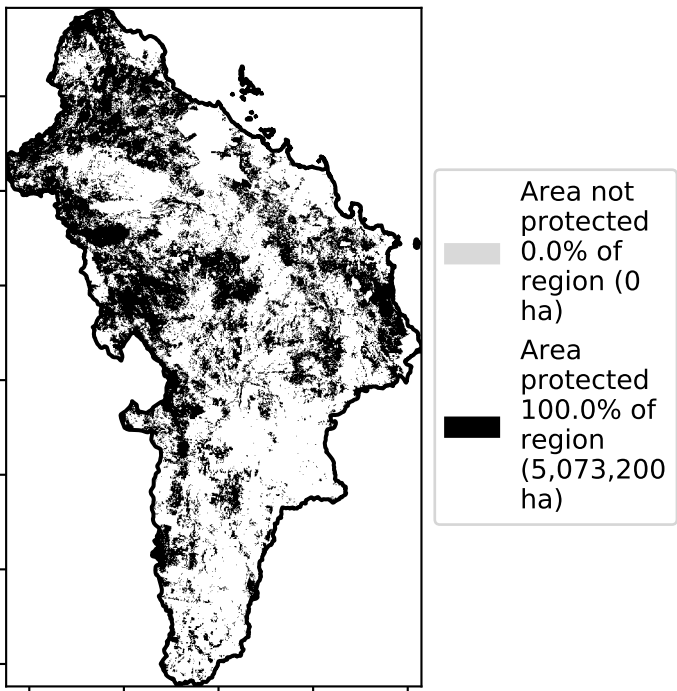 Area not
protected
0.0% of
region (0
ha)
Area
protected
100.0% of
region
(5,073,200
ha)